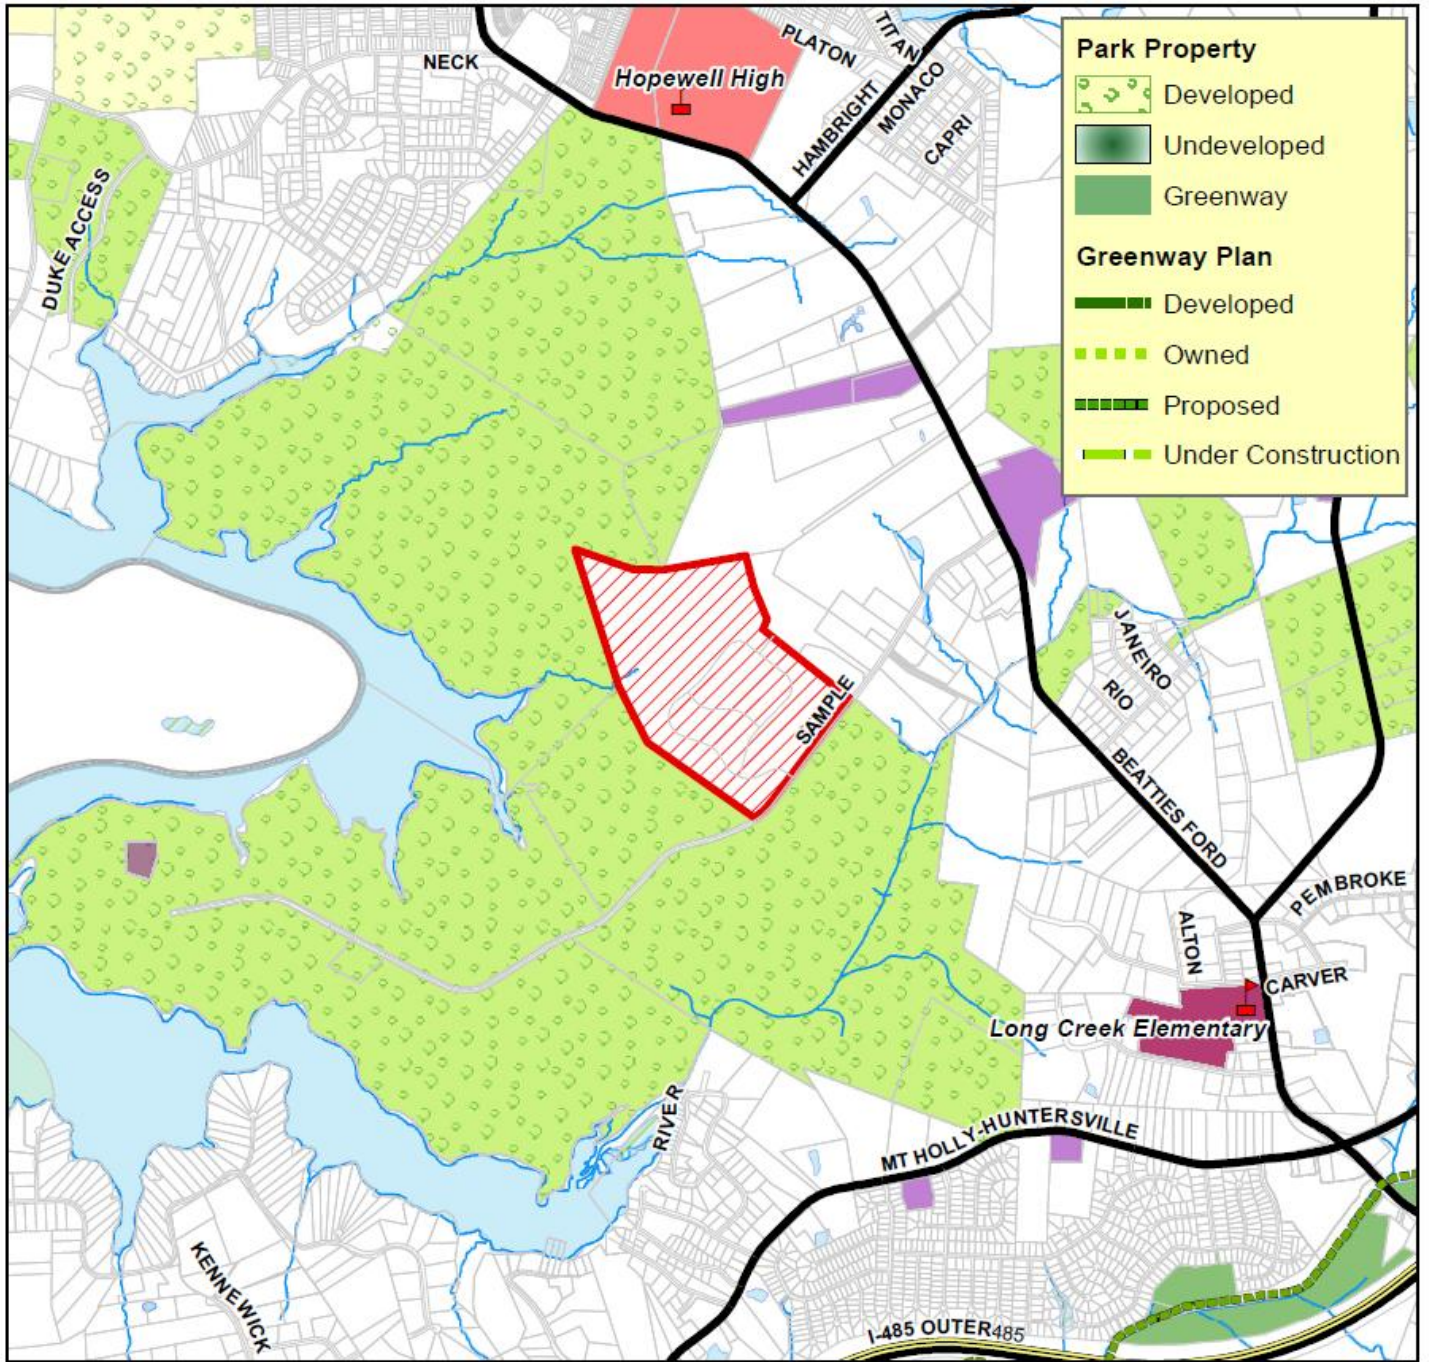 NECK
PLATON
TITAN
Hopewell High
HAMBRIGHT
MONACO
CAPRI
DUKE ACCESS
Park Property
Developed
Undeveloped
Greenway
Greenway Plan
Developed
Owned
Proposed
Under Construction
JANEIRO
RIO
SAMPLE
BEATTIES FORD
PEMBROKE
ALTON
CARVER
Long Creek Elementary
RIVER
MT HOLLY-HUNTERSVILLE
KENNEWICK
I-485 OUTER
485